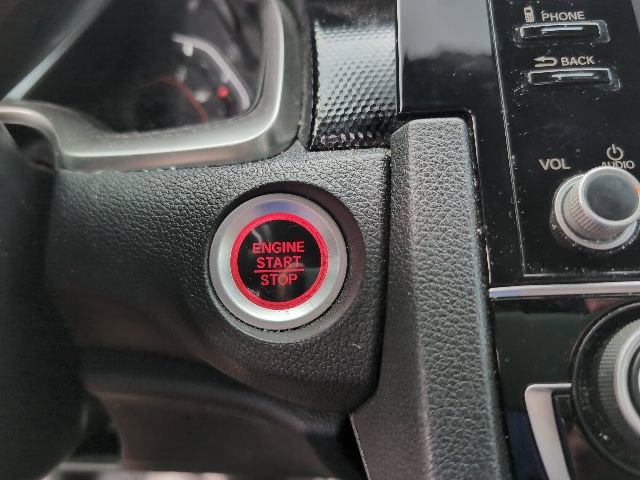 PHONE
BACK
VOL
AUDIO
ENGINE
START
STOP